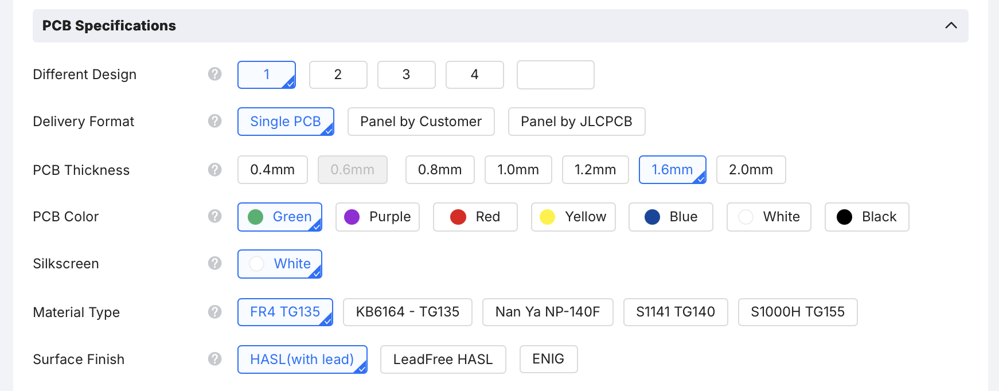 PCB Specifications
Different Design ? 1 2 3 4
Delivery Format ? Single PCB Panel by Customer Panel by JLCPCB
PCB Thickness ? 0.4mm 0.6mm 0.8mm 1.0mm 1.2mm 1.6mm 2.0mm
PCB Color ? Green Purple Red Yellow Blue White Black
Silkscreen ? White
Material Type ? FR4 TG135 KB6164 - TG135 Nan Ya NP-140F S1141 TG140 S1000H TG155
Surface Finish ? HASL(with lead) LeadFree HASL ENIG